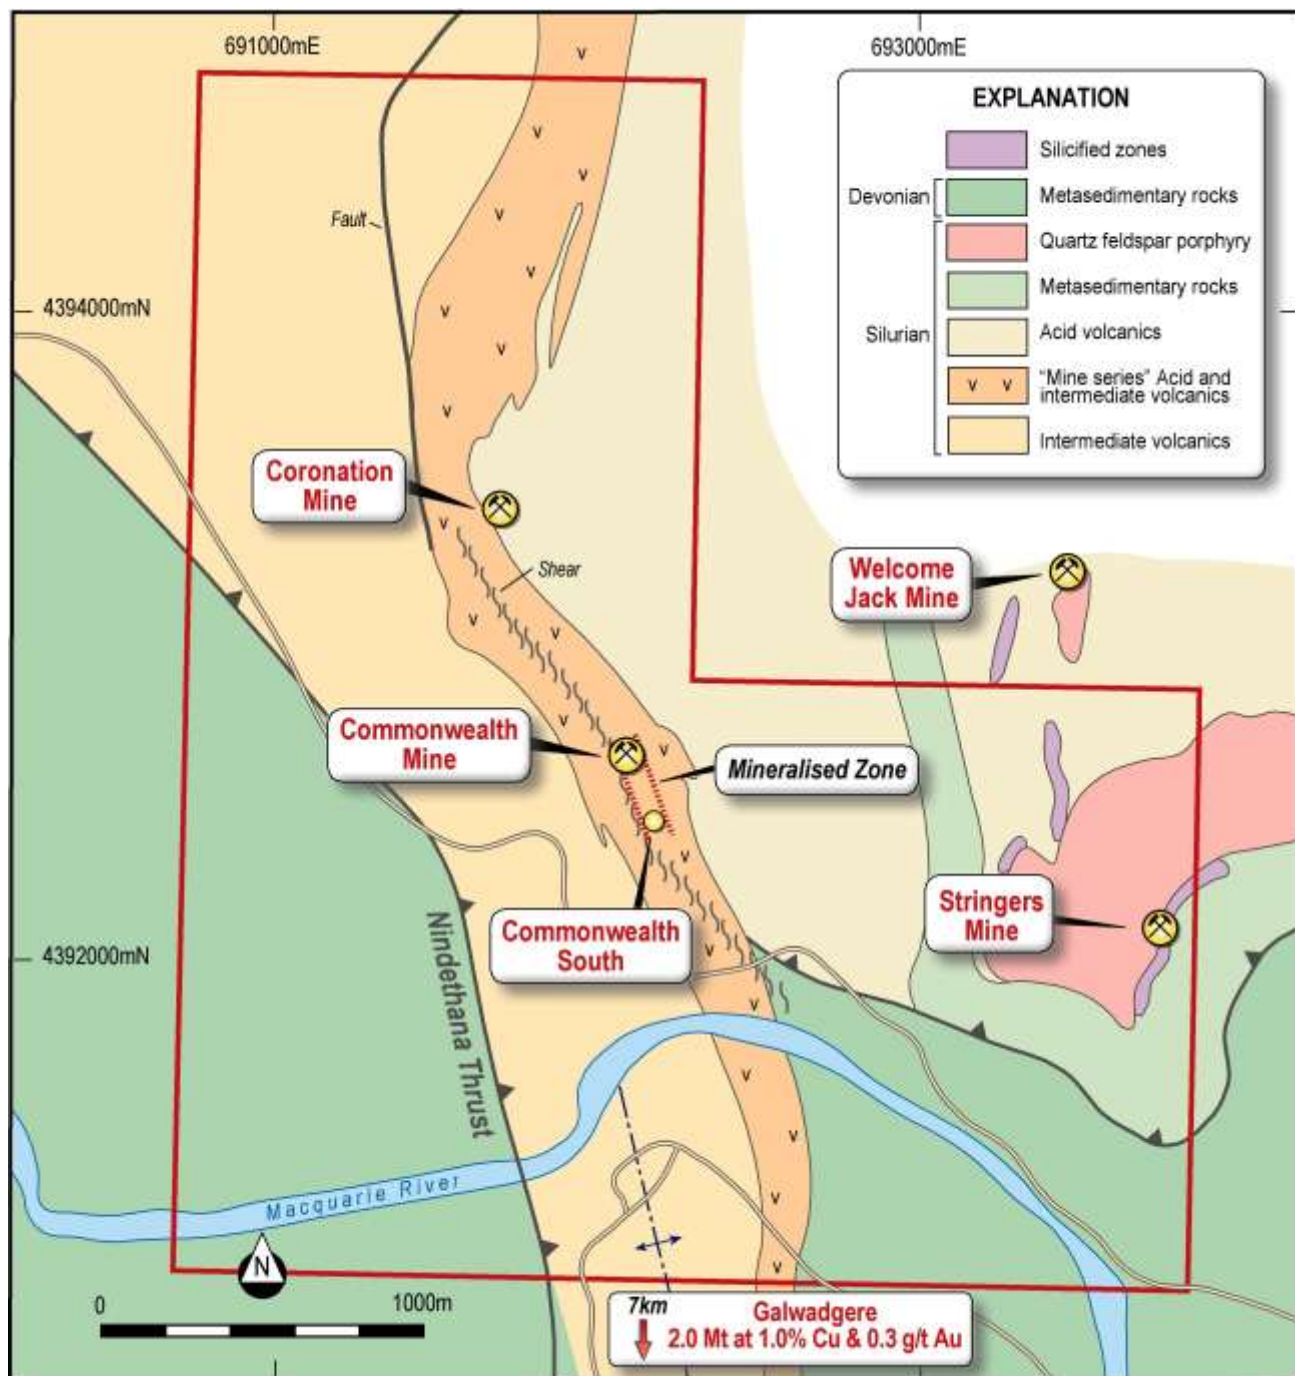 691000mE
693000mE
EXPLANATION
Silicified zones
Devonian
Metasedimentary rocks
Quartz feldspar porphyry
Metasedimentary rocks
Silurian
Acid volcanics
"Mine series" Acid and
intermediate volcanics
v v
Intermediate volcanics
Fault
4394000mN
Coronation
Mine
Shear
Welcome
Jack Mine
Commonwealth
Mine
Mineralised Zone
Stringers
Mine
Commonwealth
South
4392000mN
Nindethana Thrust
Macquarie River
N
0 1000m
7km
Galwadgere
2.0 Mt at 1.0% Cu & 0.3 g/t Au